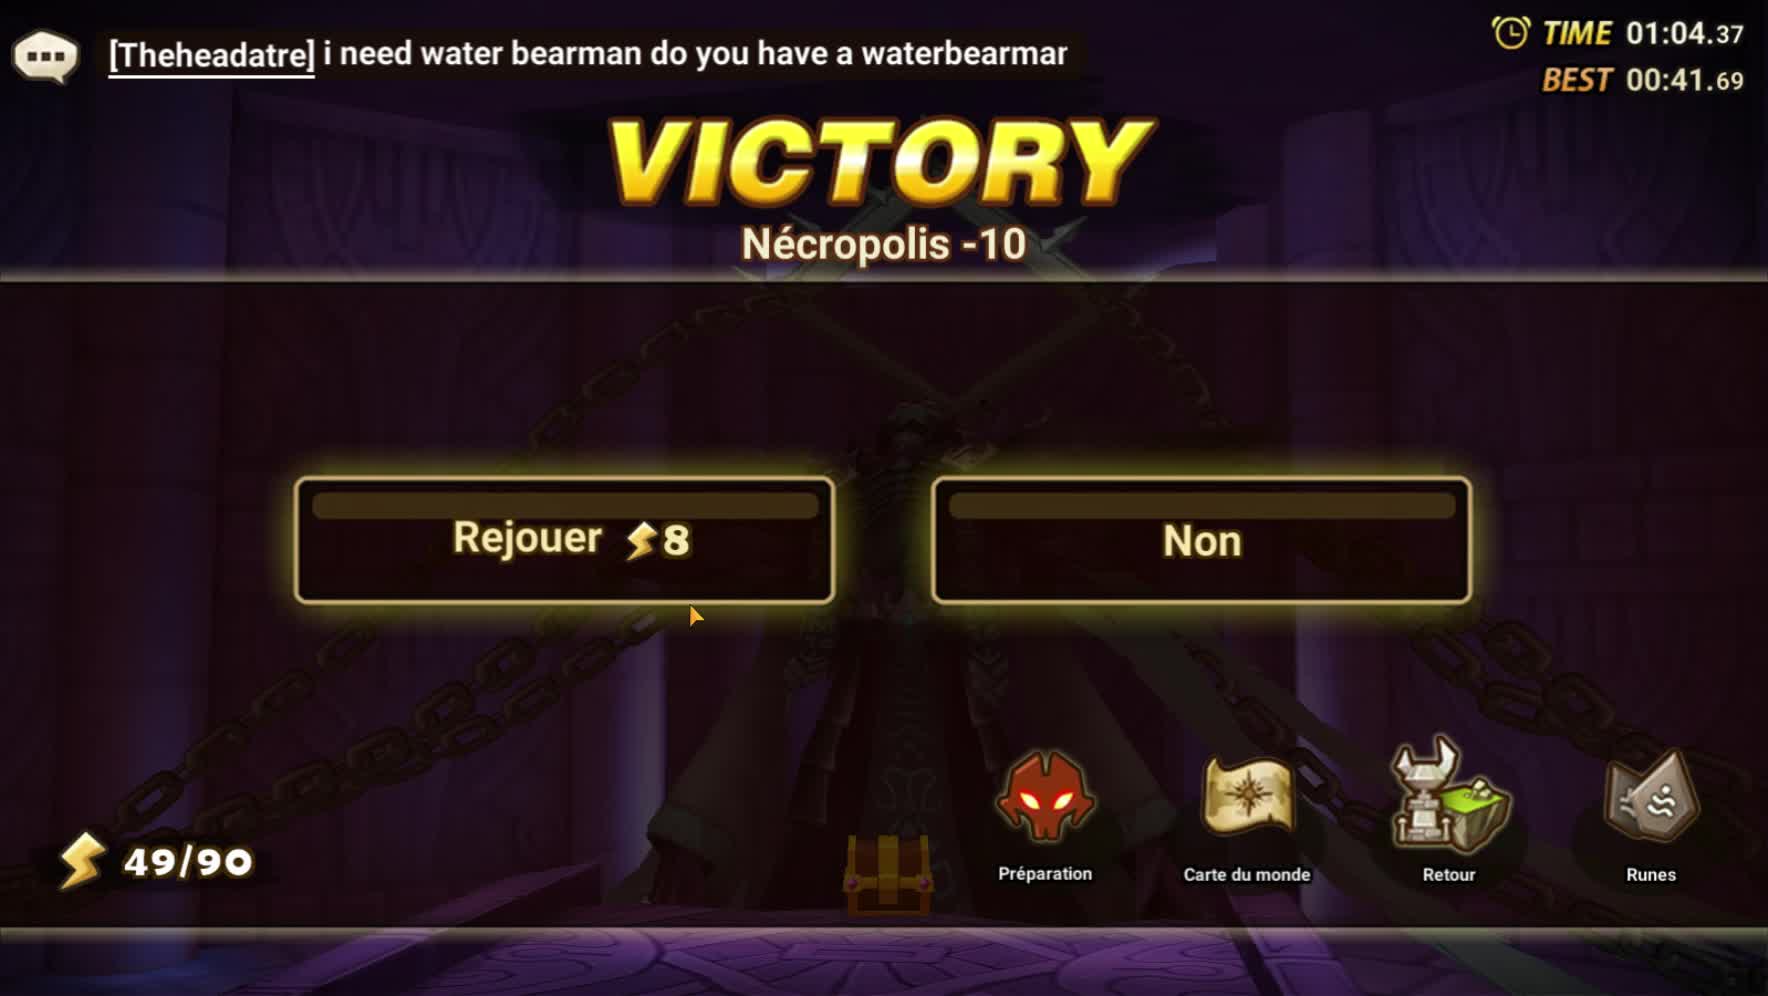 [Theheadatre] i need water bearman do you have a waterbearmar
TIME 01:04.37
BEST 00:41.69
VICTORY
Nécropolis -10
Rejouer 8
Non
49/90
Préparation
Carte du monde
Retour
Runes